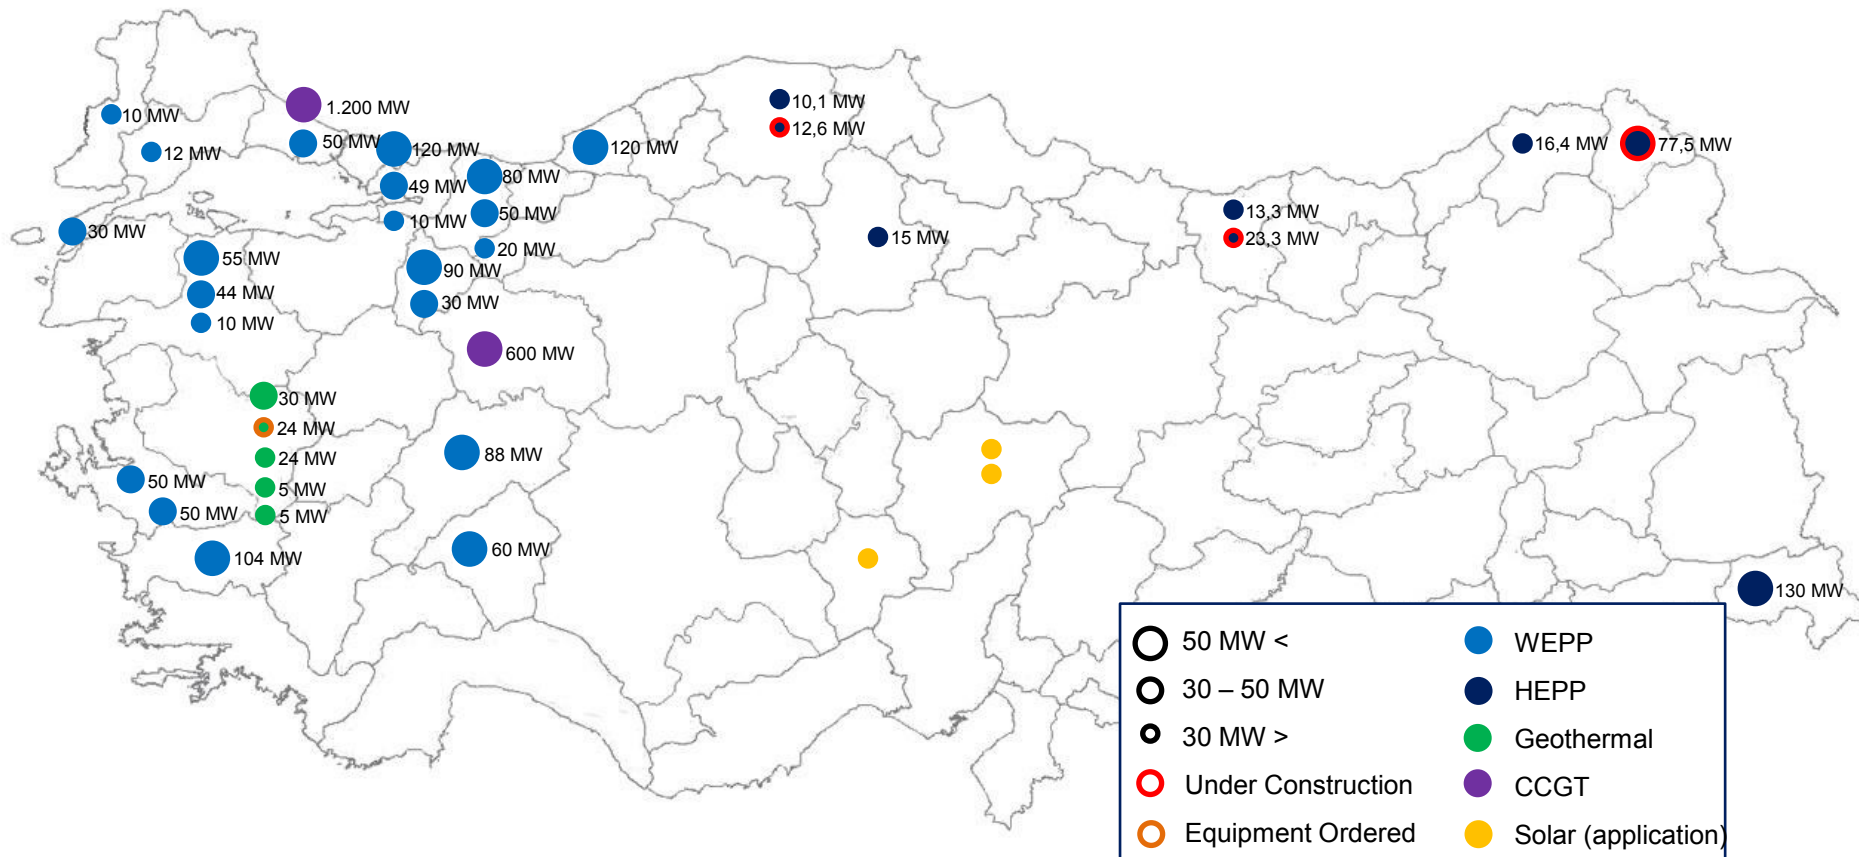 10,1 MW
1.200 MW
10 MW
12,6 MW
50 MW
120 MW
120 MW
16,4 MW
77,5 MW
12 MW
80 MW
49 MW
13,3 MW
50 MW
10 MW
30 MW
15 MW
23,3 MW
20 MW
55 MW
90 MW
44 MW
30 MW
10 MW
600 MW
30 MW
24 MW
88 MW
24 MW
50 MW
5 MW
50 MW
5 MW
60 MW
104 MW
130 MW
50 MW <
WEPP
30 – 50 MW
HEPP
30 MW >
Geothermal
Under Construction
CCGT
Equipment Ordered
Solar (application)